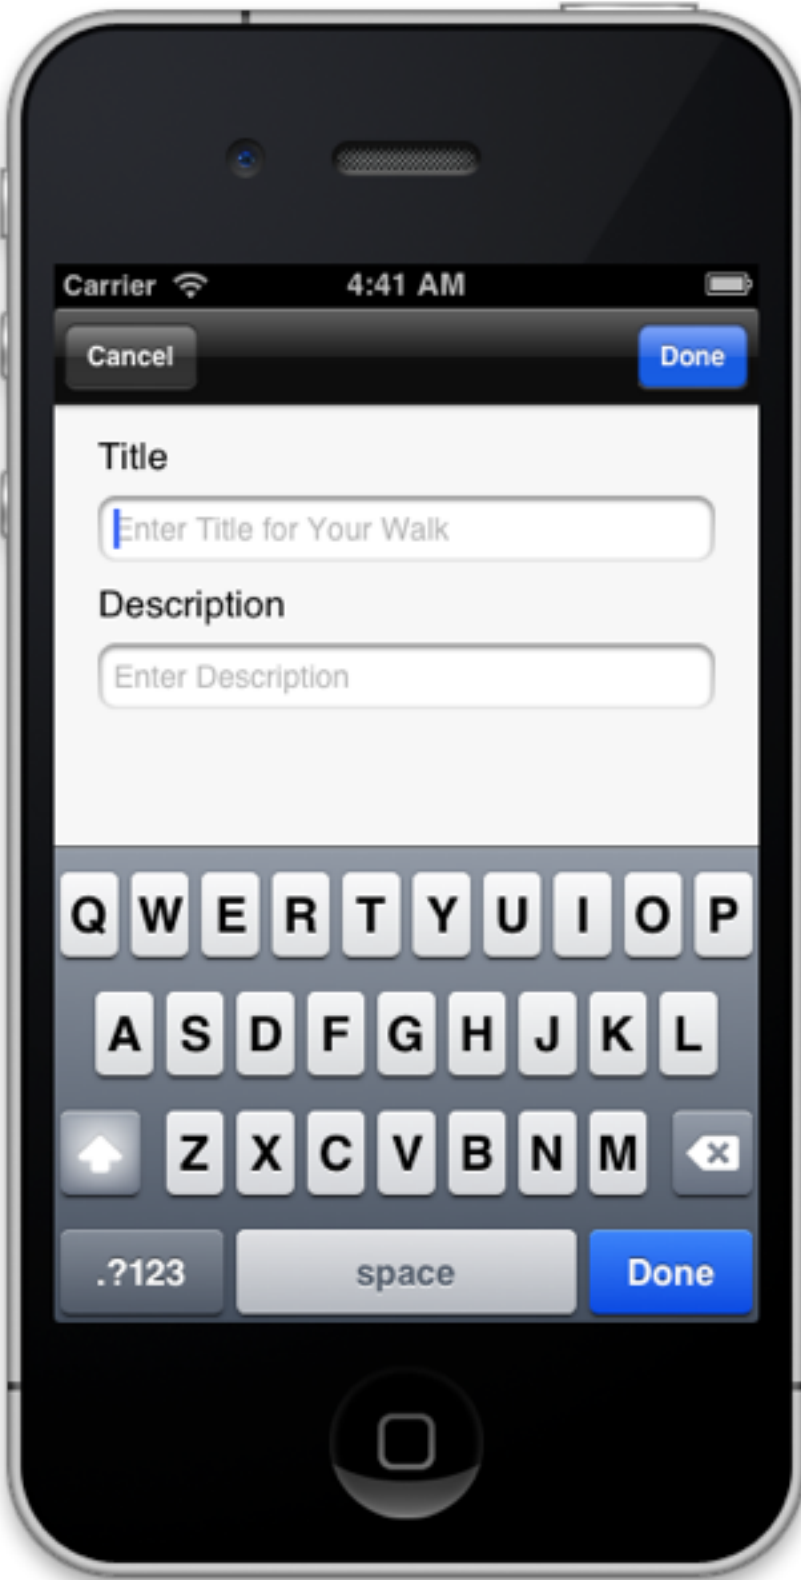 Carrier 4:41 AM
Cancel Done
Title
Enter Title for Your Walk
Description
Enter Description
Q W E R T Y U I O P
A S D F G H J K L
Z X C V B N M
.?123 space Done